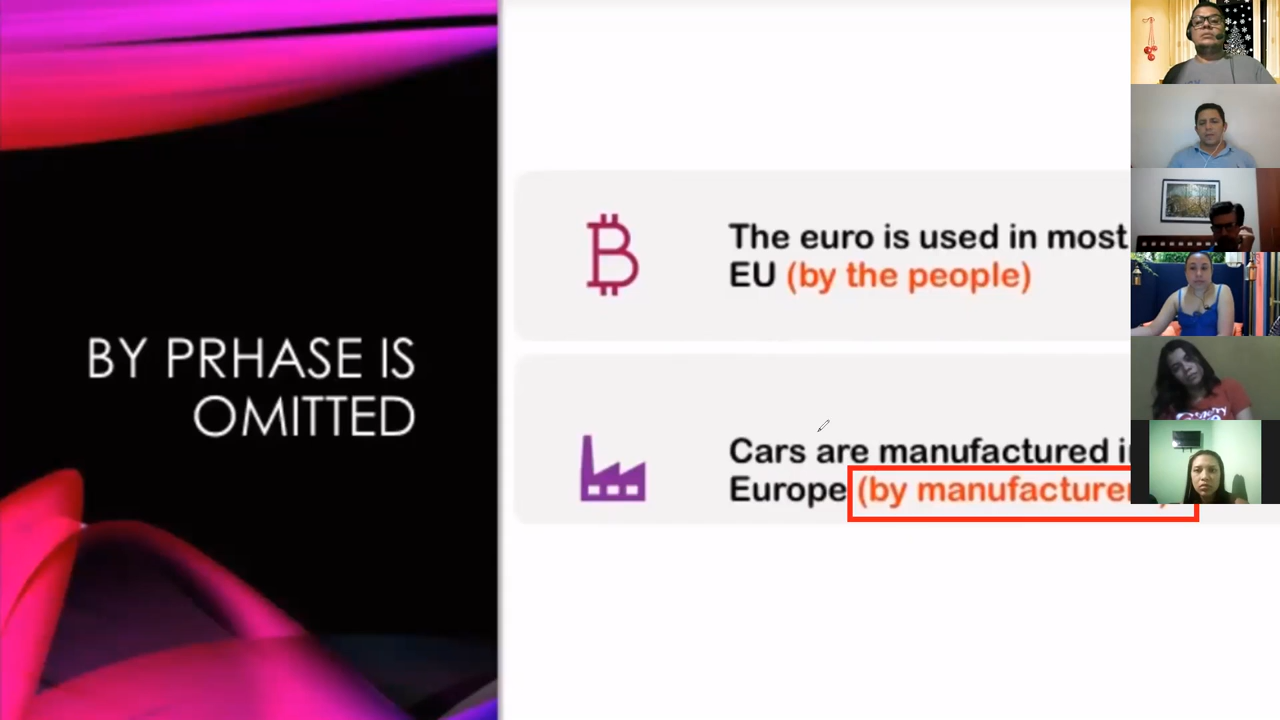 BY PRHASE IS
OMITTED
The euro is used in most
EU (by the people)
Cars are manufactured
Europe (by